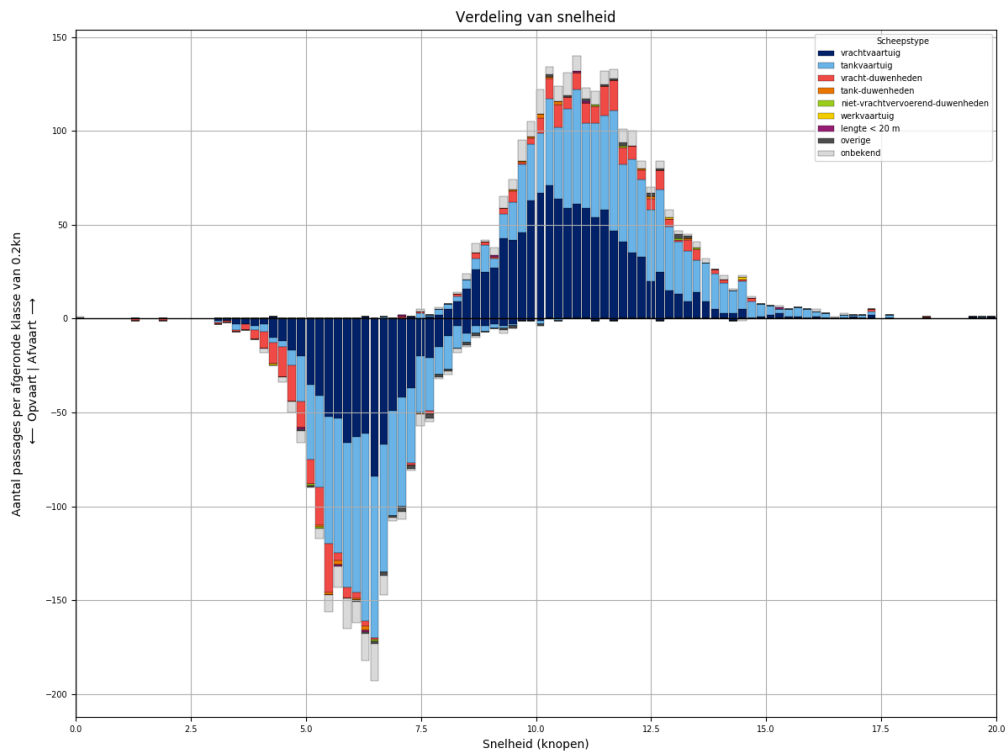 Verdeling van snelheid
Aantal passages per afgeronde klasse van 0.2kn
⟵ Opvaart | Afvaart ⟶
150
100
50
0
−50
−100
−150
−200
0.0
2.5
5.0
7.5
10.0
12.5
15.0
17.5
20.0
Snelheid (knopen)
Scheepstype
vrachtvaartuig
tankvaartuig
vracht-duwenheden
tank-duwenheden
niet-vrachtvervoerend-duwenheden
werkvaartuig
lengte < 20 m
overige
onbekend